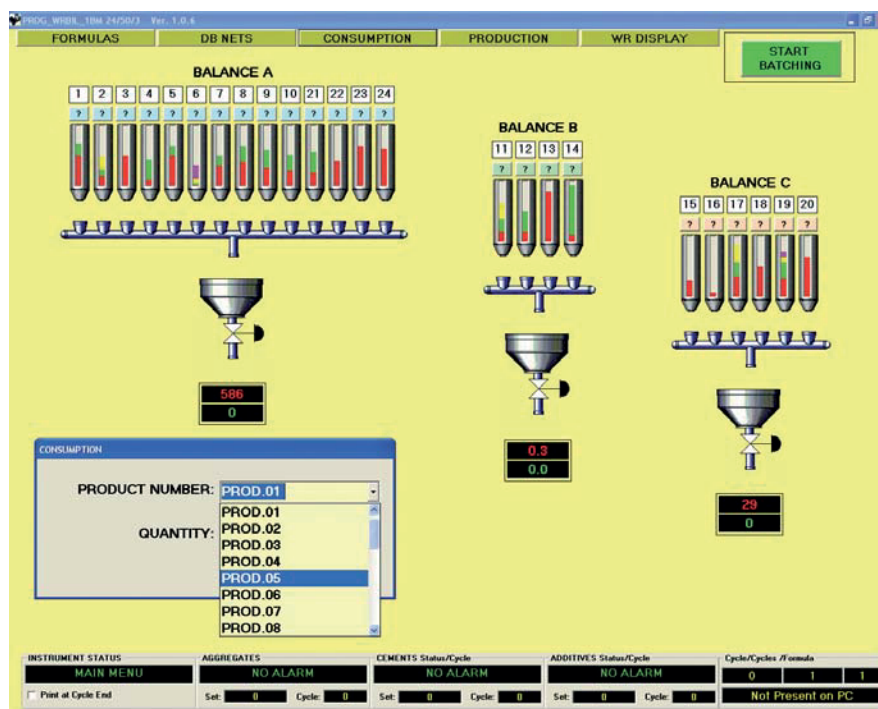 PROG_WRBIL_1BM 24/50/3 Ver. 1.0.6
FORMULAS DB NETS CONSUMPTION PRODUCTION WR DISPLAY
START
BATCHING
BALANCE A
1 2 3 4 5 6 7 8 9 10 21 22 23 24
? ? ? ? ? ? ? ? ? ? ? ? ? ?
BALANCE B
11 12 13 14
? ? ? ?
BALANCE C
15 16 17 18 19 20
? ? ? ? ? ?
586
0
0.3
0.0
29
0
CONSUMPTION
PRODUCT NUMBER: PROD.01
QUANTITY:
PROD.01
PROD.02
PROD.03
PROD.04
PROD.05
PROD.06
PROD.07
PROD.08
INSTRUMENT STATUS
MAIN MENU
Print at Cycle End
AGGREGATES
NO ALARM
Set: 0 Cycle: 0
CEMENTS Status/Cycle
NO ALARM
Set: 0 Cycle: 0
ADDITIVES Status/Cycle
NO ALARM
Set: 0 Cycle: 0
Cycle/Cycles /Formula
0 1 1
Not Present on PC